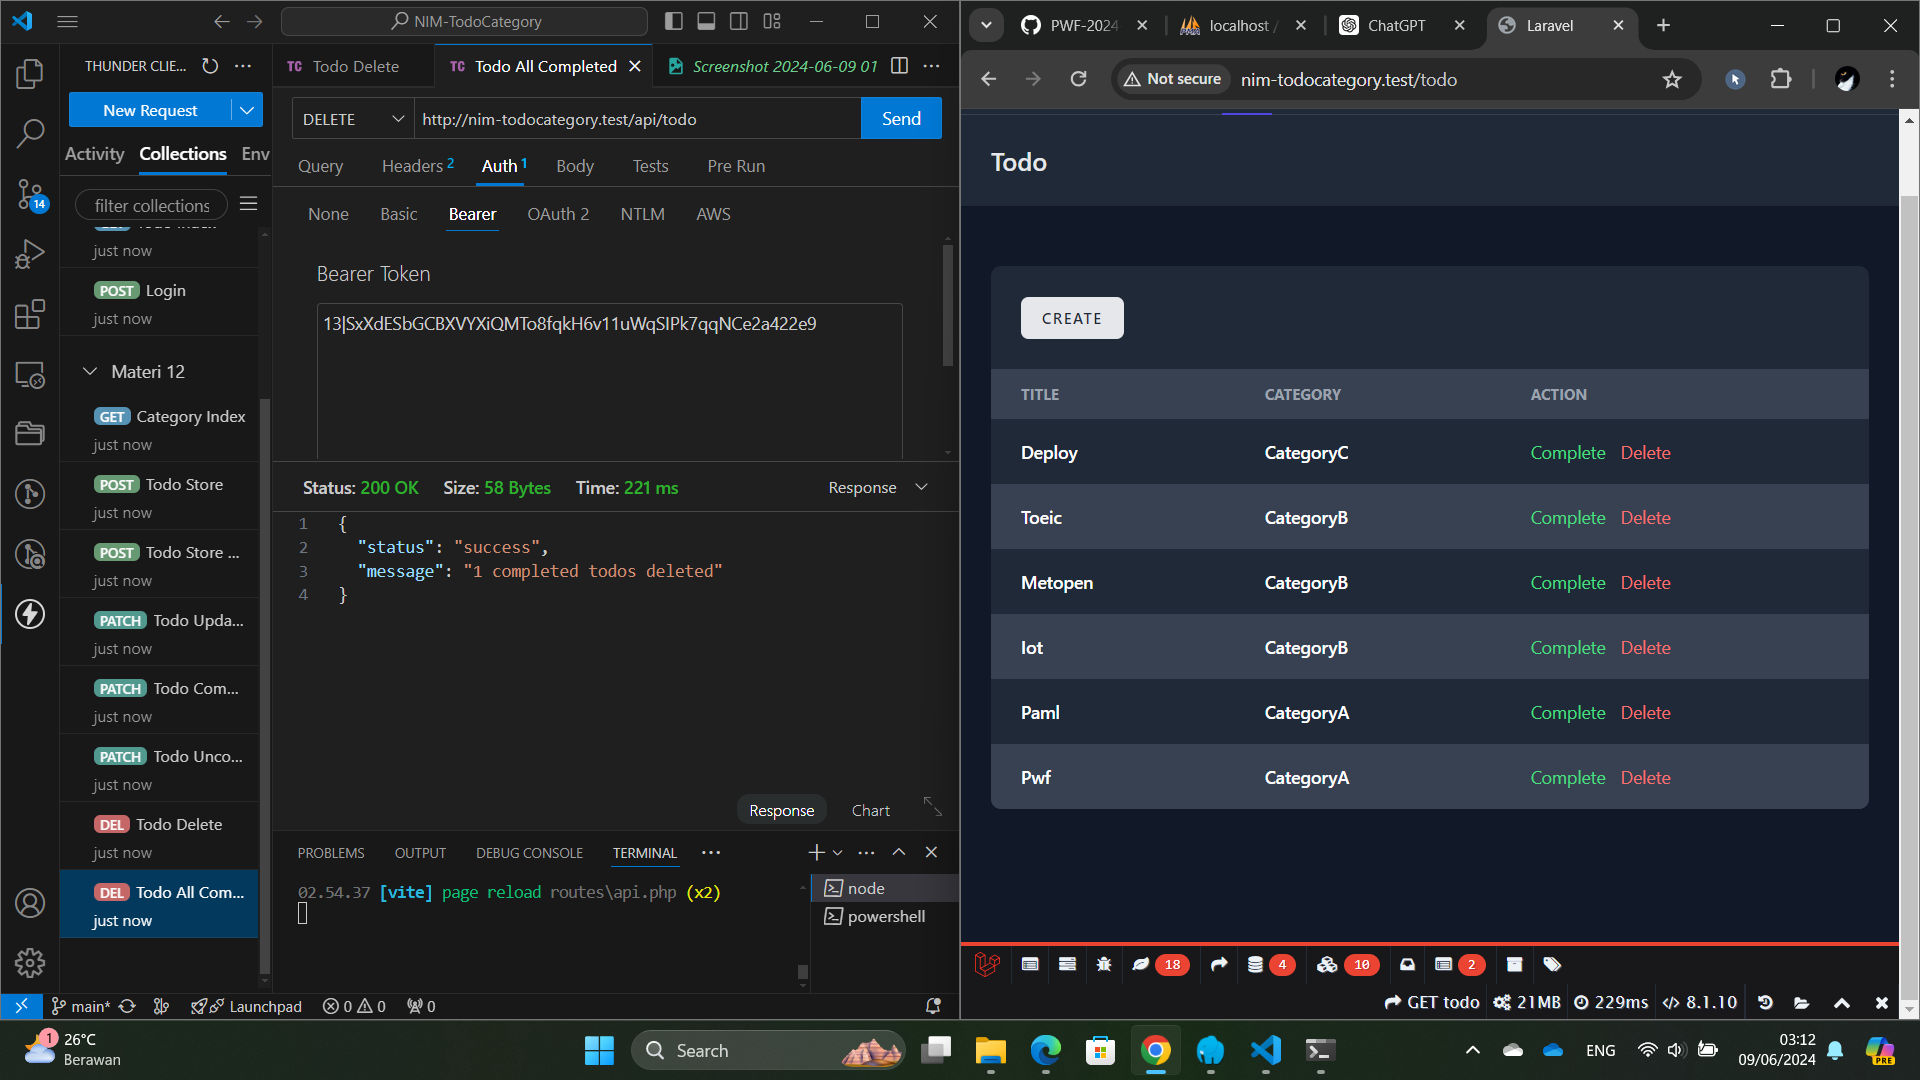 NIM-TodoCategory
THUNDER CLIE...
New Request
Activity
Collections
Env
filter collections
just now
POST Login
just now
Materi 12
GET Category Index
just now
POST Todo Store
just now
POST Todo Store ...
just now
PATCH Todo Upda...
just now
PATCH Todo Com...
just now
PATCH Todo Unco...
just now
DEL Todo Delete
just now
DEL Todo All Com...
just now
14
TC Todo Delete
TC Todo All Completed
Screenshot 2024-06-09 01
DELETE
http://nim-todocategory.test/api/todo
Send
Query
Headers 2
Auth 1
Body
Tests
Pre Run
None
Basic
Bearer
OAuth 2
NTLM
AWS
Bearer Token
13|SxXdESbGCBXVYXiQMTo8fqkH6v11uWqSIPk7qqNCe2a422e9
Status: 200 OK Size: 58 Bytes Time: 221 ms
Response
1 {
2 "status": "success",
3 "message": "1 completed todos deleted"
4 }
Response
Chart
PROBLEMS
OUTPUT
DEBUG CONSOLE
TERMINAL
02.54.37 [vite] page reload routes\api.php (x2)
node
powershell
main*
Launchpad
0 0
0
PWF-2024
localhost /
ChatGPT
Laravel
Not secure
nim-todocategory.test/todo
Todo
CREATE
TITLE CATEGORY ACTION
Deploy CategoryC Complete Delete
Toeic CategoryB Complete Delete
Metopen CategoryB Complete Delete
Iot CategoryB Complete Delete
Paml CategoryA Complete Delete
Pwf CategoryA Complete Delete
18
4
10
2
GET todo
21MB
229ms
8.1.10
1
26°C
Berawan
Search
ENG
03:12
09/06/2024
PRE